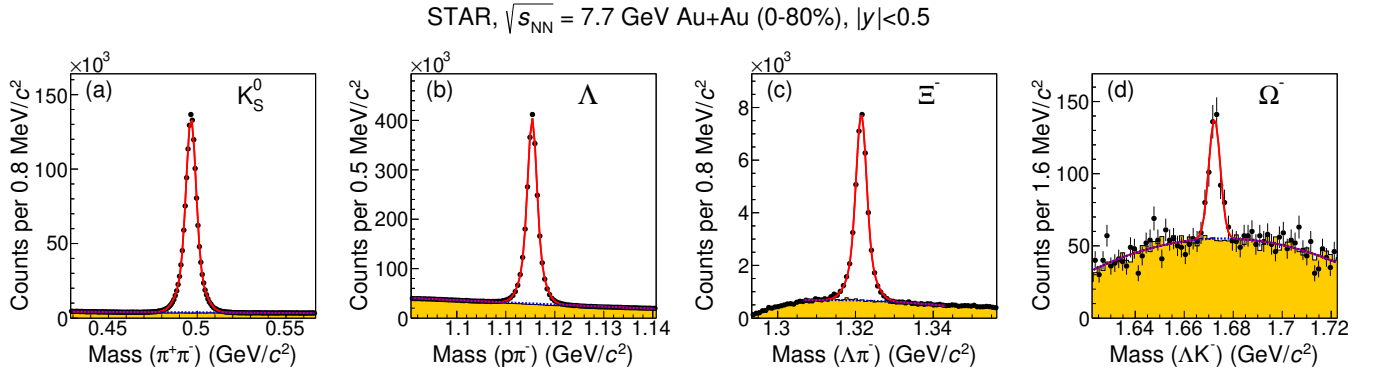 STAR, √s_NN = 7.7 GeV Au+Au (0-80%), |y|<0.5
×10³
(a) K⁰_S
150
100
50
0
Counts per 0.8 MeV/c²
0.45 0.5 0.55
Mass (π⁺π⁻) (GeV/c²)
×10³
(b) Λ
400
300
200
100
0
Counts per 0.5 MeV/c²
1.1 1.11 1.12 1.13 1.14
Mass (pπ⁻) (GeV/c²)
×10³
(c) Ξ⁻
8
6
4
2
0
Counts per 0.8 MeV/c²
1.3 1.32 1.34
Mass (Λπ⁻) (GeV/c²)
(d) Ω⁻
150
100
50
0
Counts per 1.6 MeV/c²
1.64 1.66 1.68 1.7 1.72
Mass (ΛK⁻) (GeV/c²)